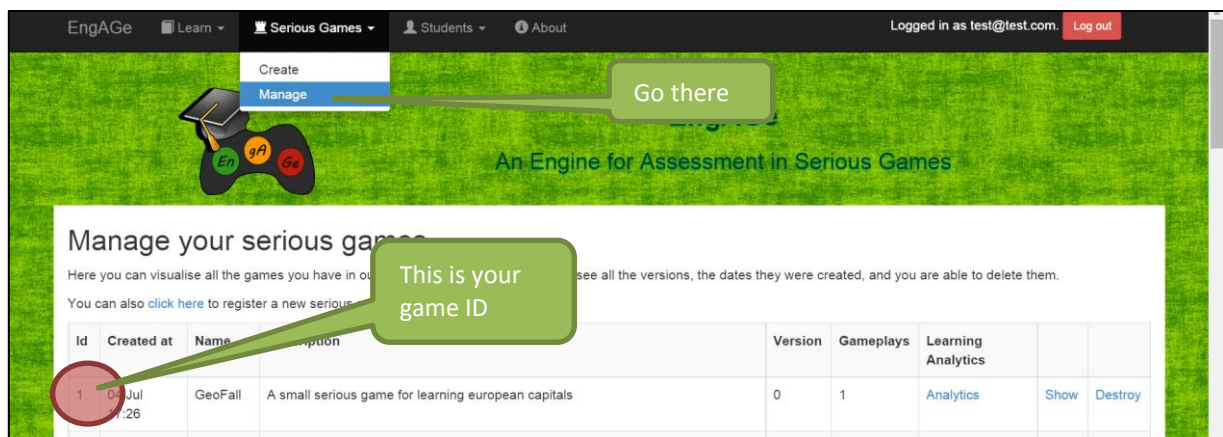 EngAGe Learn Serious Games Students About Logged in as test@test.com. Log out
Create
Manage
Go there
En gA Ge
An Engine for Assessment in Serious Games
Manage your serious games
Here you can visualise all the games you have in ou see all the versions, the dates they were created, and you are able to delete them.
You can also click here to register a new serious
This is your
game ID
Id Created at Name Version Gameplays Learning
Analytics
1 04 Jul GeoFall A small serious game for learning european capitals 0 1 Analytics Show Destroy
17:26